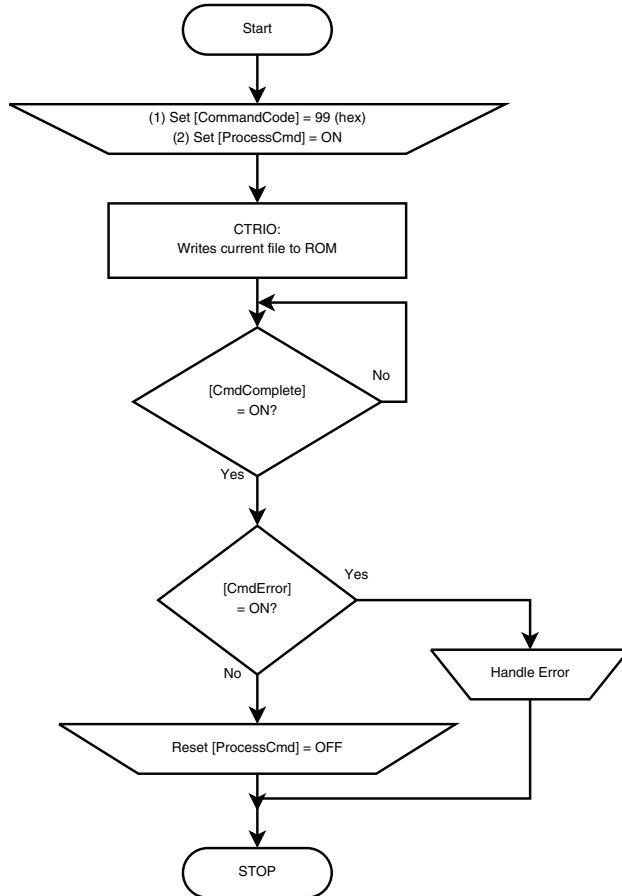 Start
(1) Set [CommandCode] = 99 (hex)
(2) Set [ProcessCmd] = ON
CTRIO:
Writes current file to ROM
No
[CmdComplete]
= ON?
Yes
Yes
[CmdError]
= ON?
Handle Error
No
Reset [ProcessCmd] = OFF
STOP